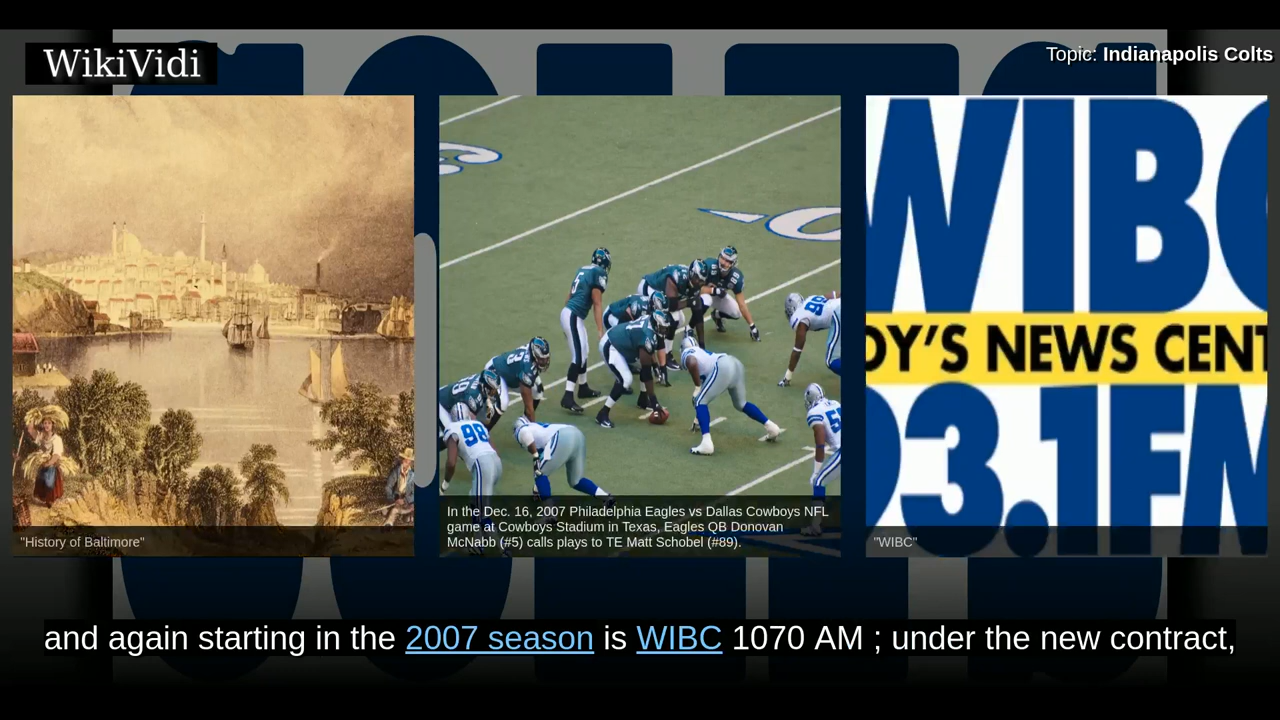 WikiVidi
Topic: Indianapolis Colts
WIBC
DY'S NEWS CENT
93.1FM
"History of Baltimore"
In the Dec. 16, 2007 Philadelphia Eagles vs Dallas Cowboys NFL
game at Cowboys Stadium in Texas, Eagles QB Donovan
McNabb (#5) calls plays to TE Matt Schobel (#89).
"WIBC"
and again starting in the 2007 season is WIBC 1070 AM ; under the new contract,